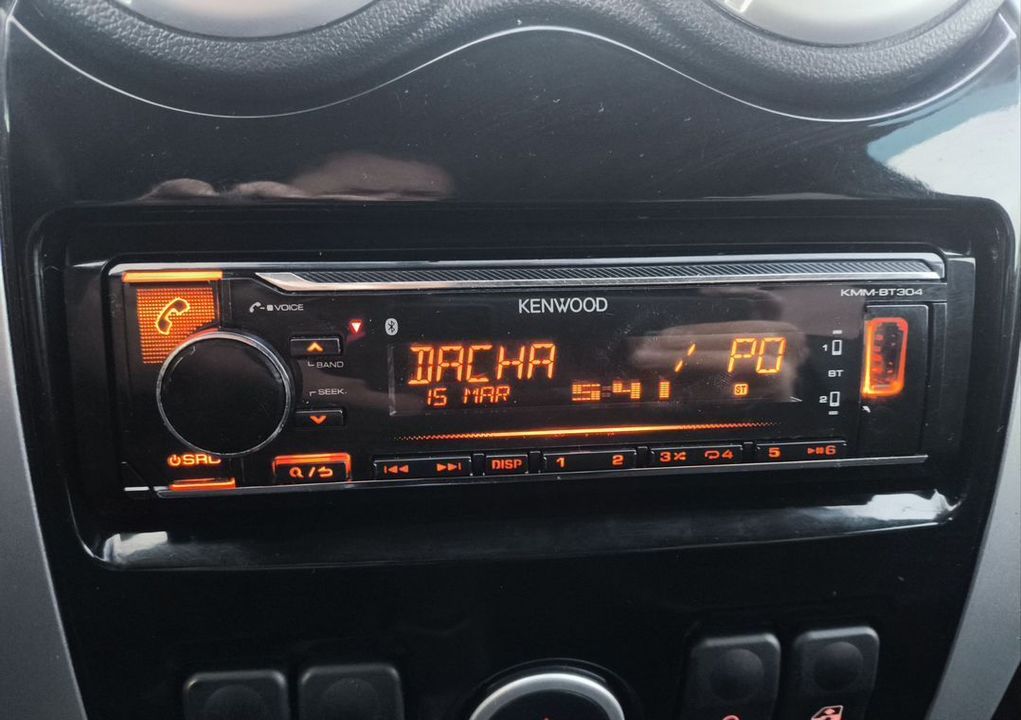 VOICE
KENWOOD
KMM-BT304
BAND
SEEK
DACHA / PO
15 MAR 15:41
ST
1
BT
2
SRC
DISP 1 2 3 4 5 6